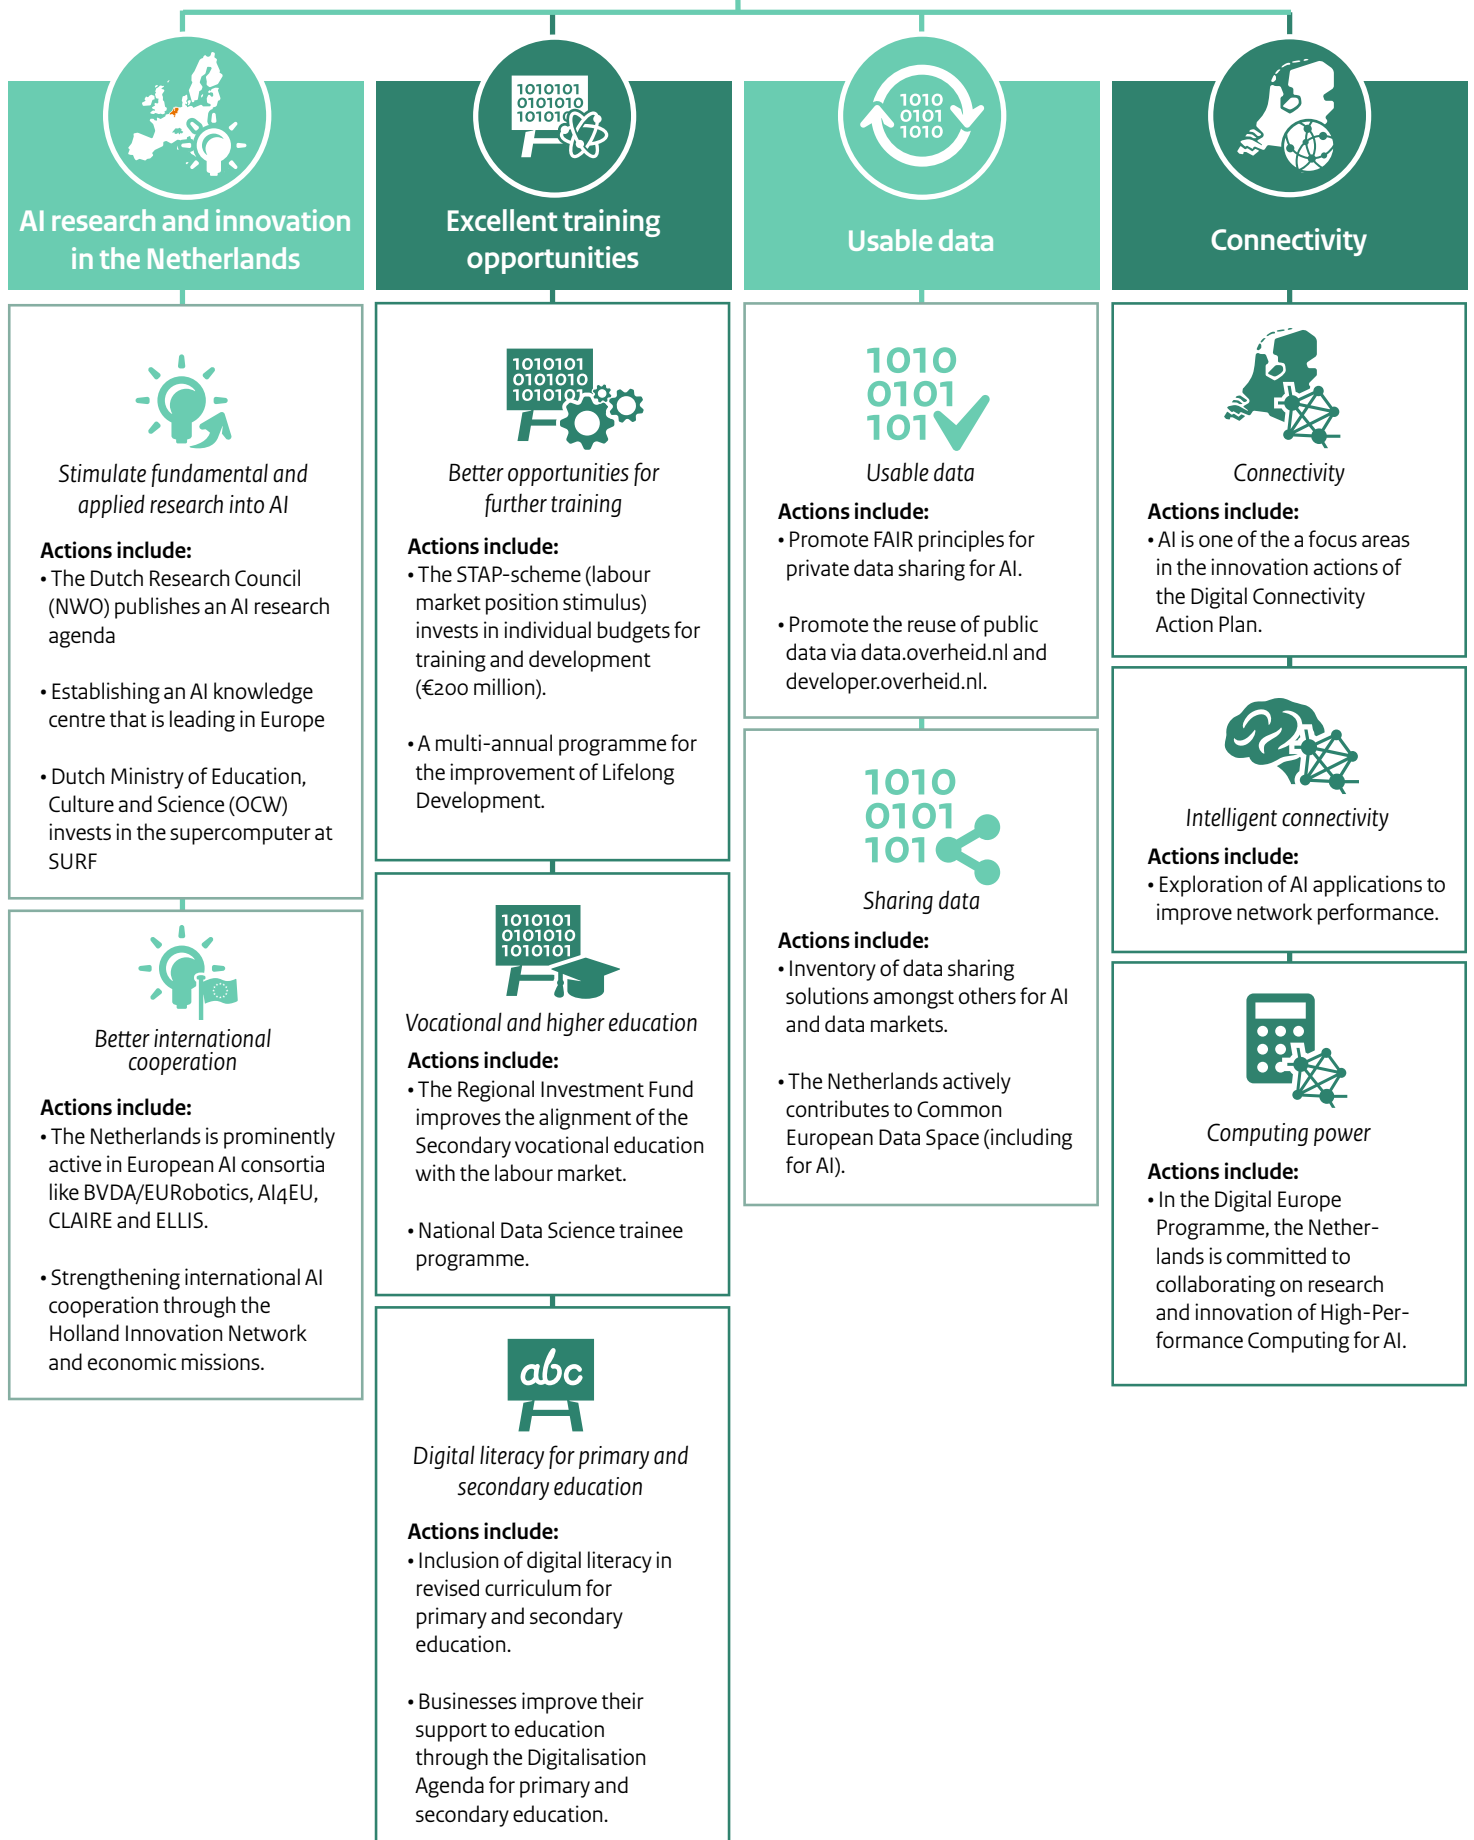 1010101
0101010
10101
1010
0101
1010
AI research and innovation
in the Netherlands
Excellent training
opportunities
Usable data
Connectivity
Stimulate fundamental and
applied research into AI
Actions include:
• The Dutch Research Council
(NWO) publishes an AI research
agenda
• Establishing an AI knowledge
centre that is leading in Europe
• Dutch Ministry of Education,
Culture and Science (OCW)
invests in the supercomputer at
SURF
Better international
cooperation
Actions include:
• The Netherlands is prominently
active in European AI consortia
like BVDA/EURobotics, AI4EU,
CLAIRE and ELLIS.
• Strengthening international AI
cooperation through the
Holland Innovation Network
and economic missions.
1010101
0101010
1010101
Better opportunities for
further training
Actions include:
• The STAP-scheme (labour
market position stimulus)
invests in individual budgets for
training and development
(€200 million).
• A multi-annual programme for
the improvement of Lifelong
Development.
1010101
0101010
1010101
Vocational and higher education
Actions include:
• The Regional Investment Fund
improves the alignment of the
Secondary vocational education
with the labour market.
• National Data Science trainee
programme.
abc
Digital literacy for primary and
secondary education
Actions include:
• Inclusion of digital literacy in
revised curriculum for
primary and secondary
education.
• Businesses improve their
support to education
through the Digitalisation
Agenda for primary and
secondary education.
1010
0101
101
Usable data
Actions include:
• Promote FAIR principles for
private data sharing for AI.
• Promote the reuse of public
data via data.overheid.nl and
developer.overheid.nl.
1010
0101
101
Sharing data
Actions include:
• Inventory of data sharing
solutions amongst others for AI
and data markets.
• The Netherlands actively
contributes to Common
European Data Space (including
for AI).
Connectivity
Actions include:
• AI is one of the a focus areas
in the innovation actions of
the Digital Connectivity
Action Plan.
Intelligent connectivity
Actions include:
• Exploration of AI applications to
improve network performance.
Computing power
Actions include:
• In the Digital Europe
Programme, the Nether-
lands is committed to
collaborating on research
and innovation of High-Per-
formance Computing for AI.